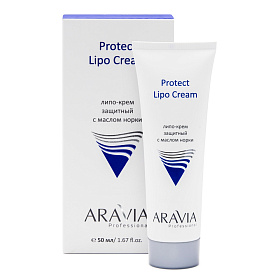 Protect
Lipo Cream
липо-крем
защитный
с маслом норки
ARAVIA
Professional
℮ 50 мл/ 1.67 fl. oz.
Protect
Lipo Cream
липо-крем
защитный
с маслом норки
ARAVIA
Professional